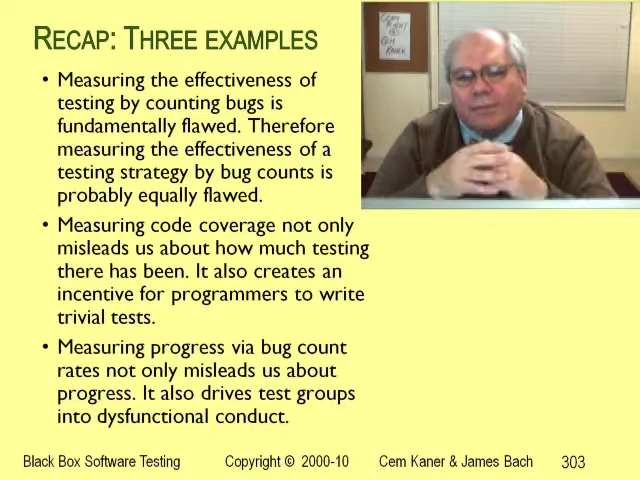 RECAP: THREE EXAMPLES
• Measuring the effectiveness of
testing by counting bugs is
fundamentally flawed. Therefore
measuring the effectiveness of a
testing strategy by bug counts is
probably equally flawed.
• Measuring code coverage not only
misleads us about how much testing
there has been. It also creates an
incentive for programmers to write
trivial tests.
• Measuring progress via bug count
rates not only misleads us about
progress. It also drives test groups
into dysfunctional conduct.
COPY
RIGHT
CEM
KANER
Black Box Software Testing Copyright © 2000-10 Cem Kaner & James Bach 303